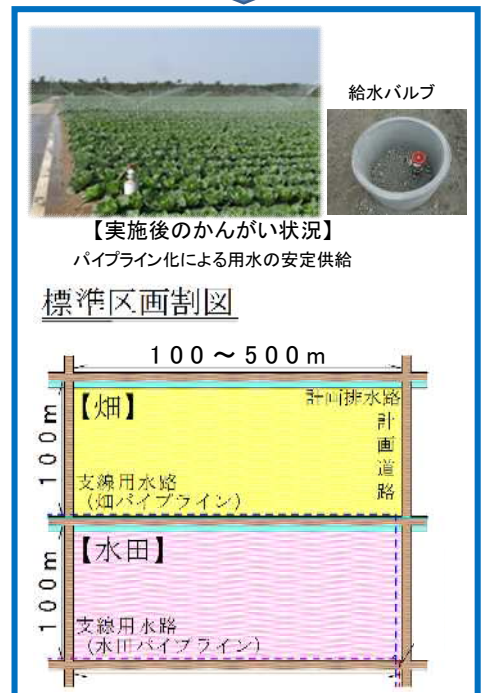 給水バルブ
【実施後のかんがい状況】
パイプライン化による用水の安定供給
標準区画割図
100～500m
100m
【畑】
計画排水路
計画道路
支線用水路
（畑パイプライン）
100m
【水田】
支線用水路
（水田パイプライン）